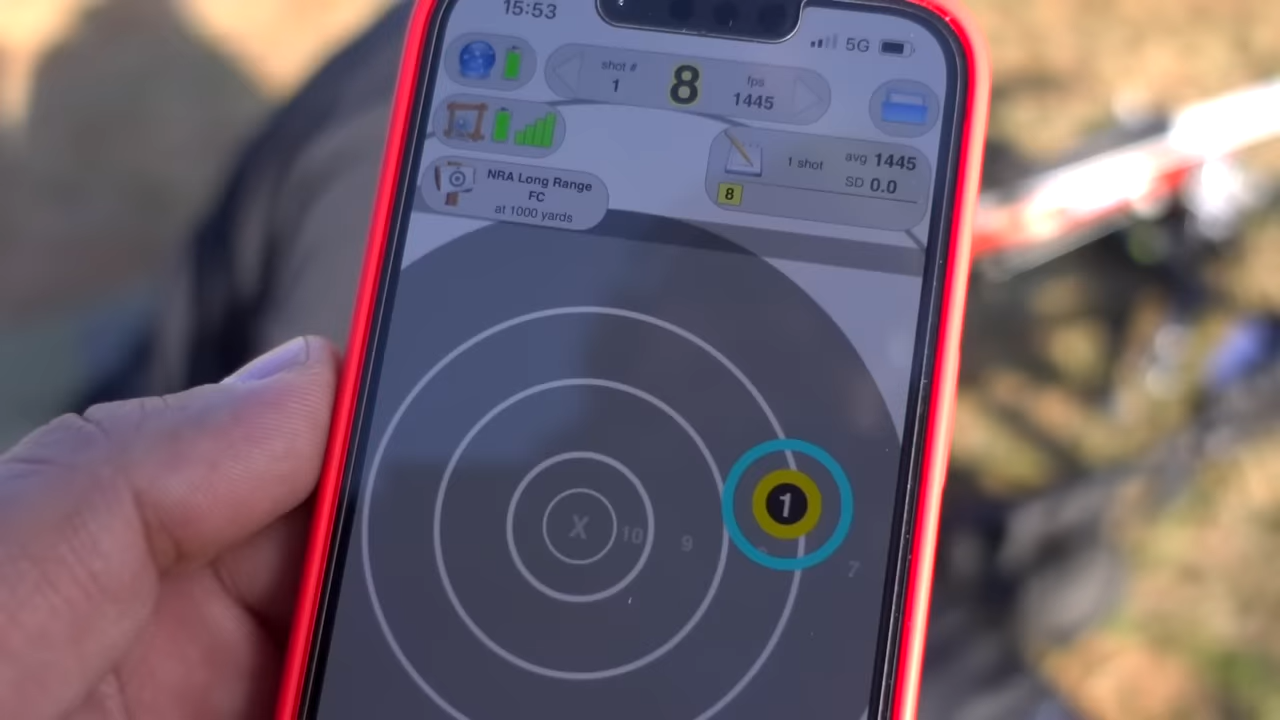 15:53
5G
shot #
1
8
fps
1445
1 shot
avg 1445
SD 0.0
8
NRA Long Range
FC
at 1000 yards
1
X
10
9
7